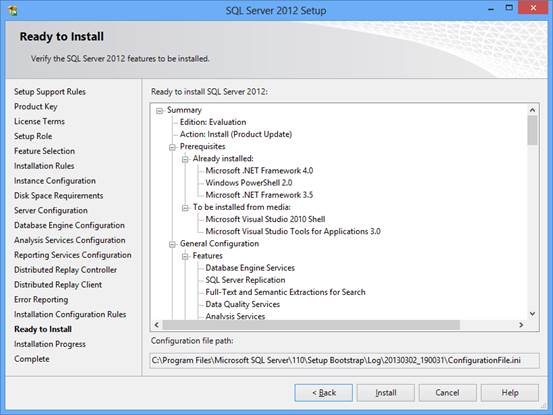 SQL Server 2012 Setup
Ready to Install
Verify the SQL Server 2012 features to be installed.
Setup Support Rules
Product Key
License Terms
Setup Role
Feature Selection
Installation Rules
Instance Configuration
Disk Space Requirements
Server Configuration
Database Engine Configuration
Analysis Services Configuration
Reporting Services Configuration
Distributed Replay Controller
Distributed Replay Client
Error Reporting
Installation Configuration Rules
Ready to Install
Installation Progress
Complete
Ready to install SQL Server 2012:
Summary
Edition: Evaluation
Action: Install (Product Update)
Prerequisites
Already installed:
Microsoft .NET Framework 4.0
Windows PowerShell 2.0
Microsoft .NET Framework 3.5
To be installed from media:
Microsoft Visual Studio 2010 Shell
Microsoft Visual Studio Tools for Applications 3.0
General Configuration
Features
Database Engine Services
SQL Server Replication
Full-Text and Semantic Extractions for Search
Data Quality Services
Analysis Services
Configuration file path:
C:\Program Files\Microsoft SQL Server\110\Setup Bootstrap\Log\20130302_190031\ConfigurationFile.ini
< Back
Install
Cancel
Help